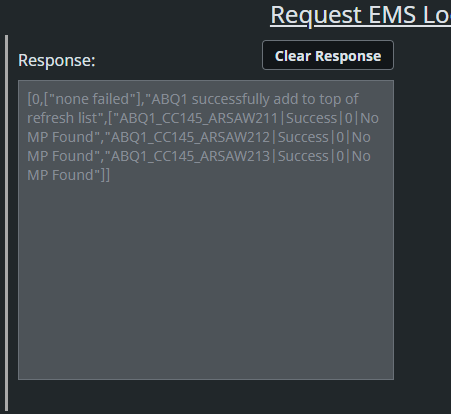 Request EMS Lo
Response:
Clear Response
[0,["none failed"],"ABQ1 successfully add to top of
refresh list",["ABQ1_CC145_ARSAW211|Success|0|No
MP Found","ABQ1_CC145_ARSAW212|Success|0|No
MP Found","ABQ1_CC145_ARSAW213|Success|0|No
MP Found"]]